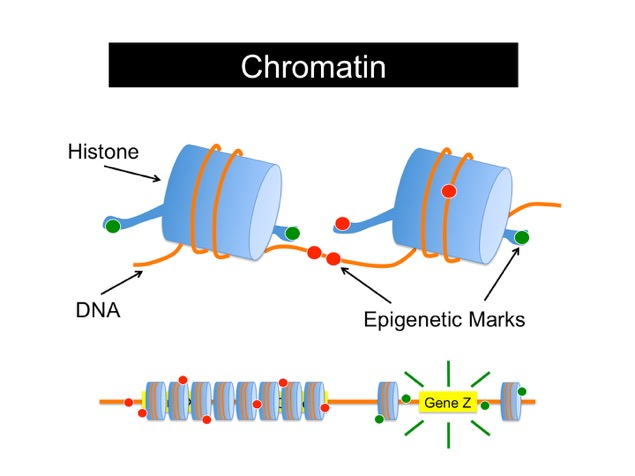 Chromatin
Histone
DNA
Epigenetic Marks
Gene Z